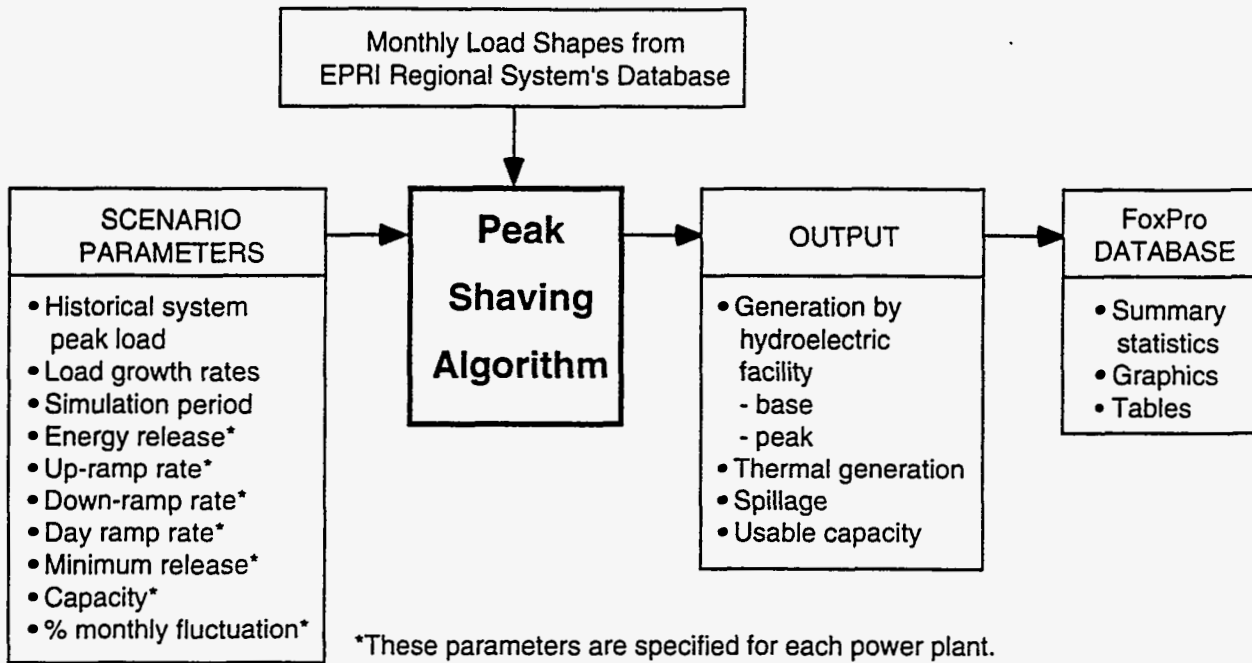 Monthly Load Shapes from
EPRI Regional System's Database
SCENARIO
PARAMETERS
• Historical system
peak load
• Load growth rates
• Simulation period
• Energy release*
• Up-ramp rate*
• Down-ramp rate*
• Day ramp rate*
• Minimum release*
• Capacity*
• % monthly fluctuation*
Peak
Shaving
Algorithm
OUTPUT
• Generation by
hydroelectric
facility
- base
- peak
• Thermal generation
• Spillage
• Usable capacity
FoxPro
DATABASE
• Summary
statistics
• Graphics
• Tables
*These parameters are specified for each power plant.